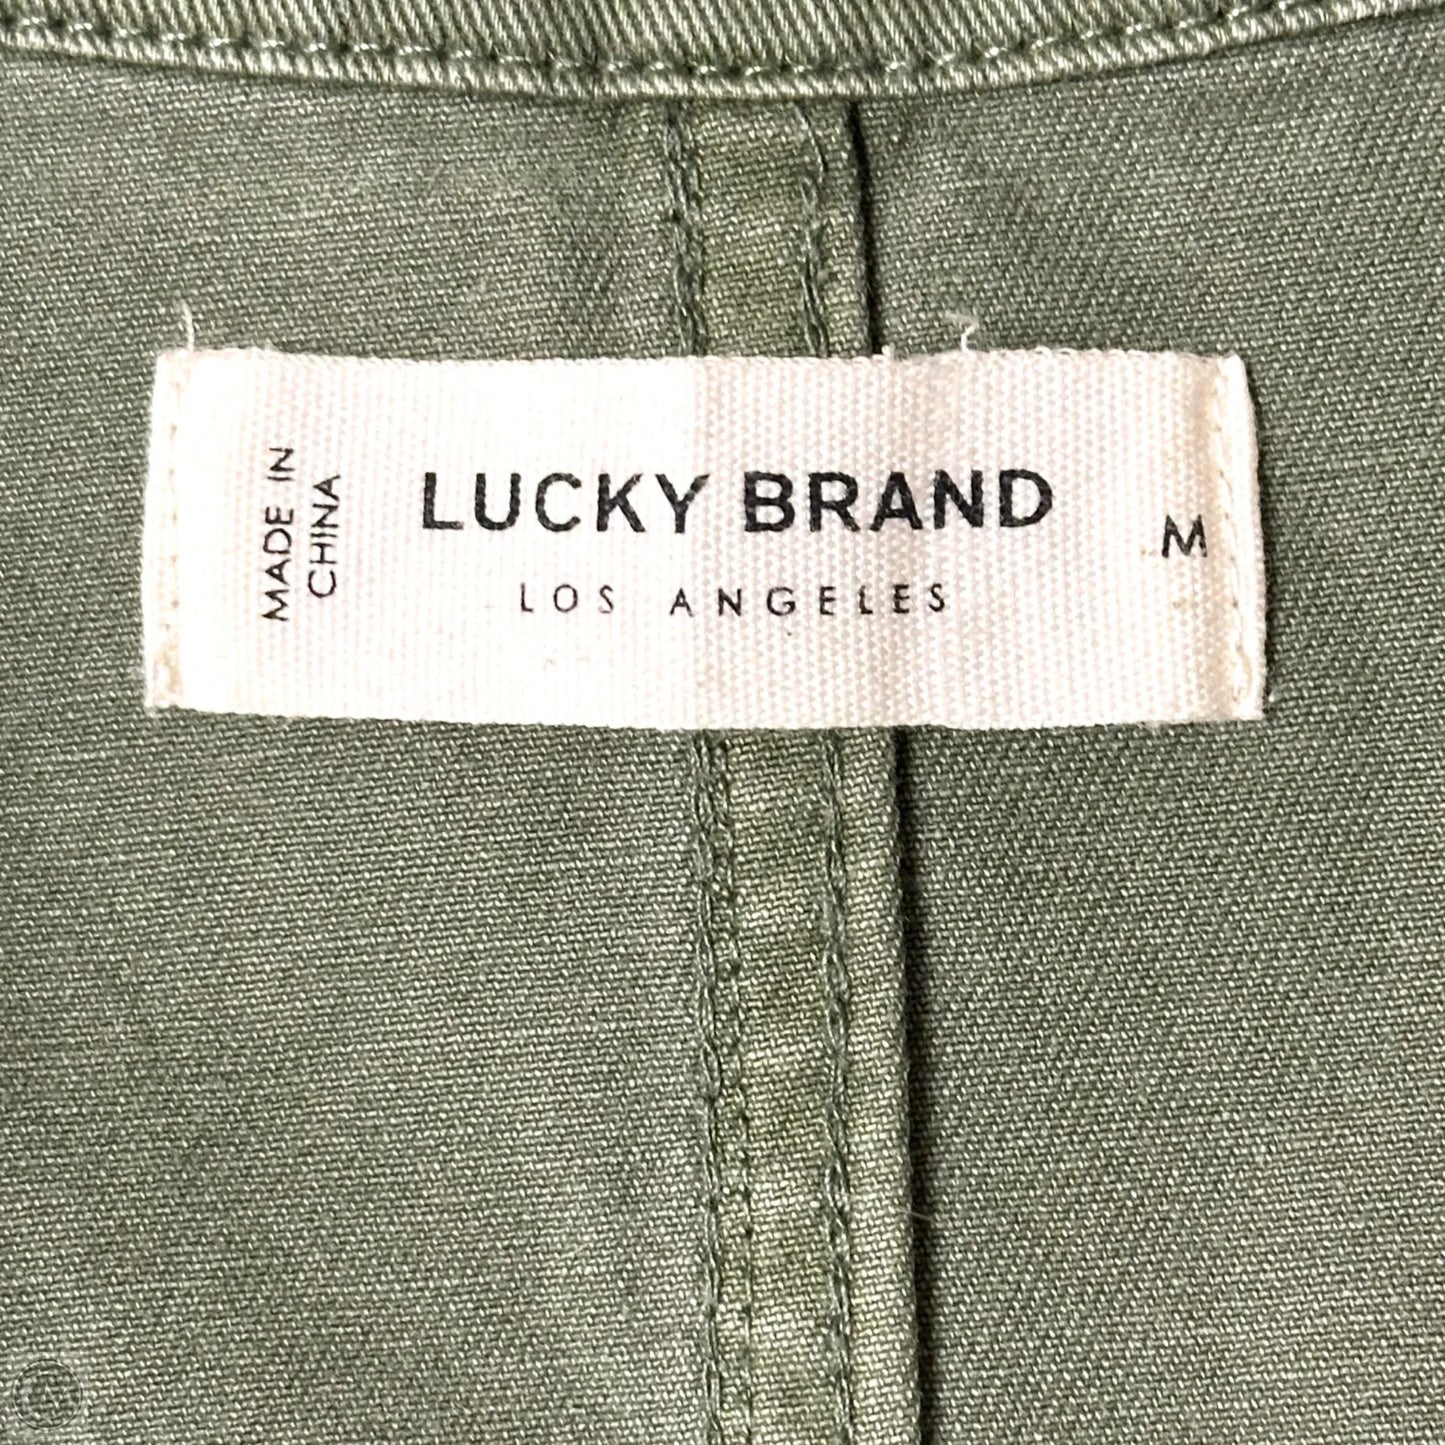 MADE IN
CHINA
LUCKY BRAND
LOS ANGELES
M